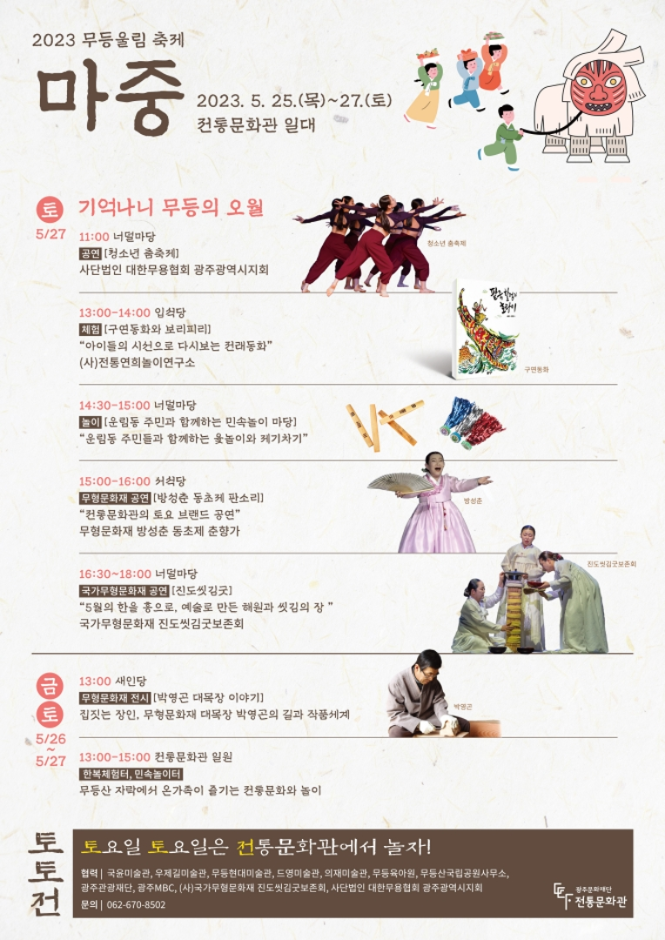 2023 무등울림 축제
마중
2023. 5. 25.(목)~27.(토)
전통문화관 일대
토
5/27
기억나니 무등의 오월
11:00 너덜마당
공연 [청소년 춤축제]
사단법인 대한무용협회 광주광역시지회
청소년 춤축제
13:00-14:00 입석당
체험 [구연동화와 보리피리]
"아이들의 시선으로 다시보는 전래동화"
(사)전통연희놀이연구소
구연동화
14:30-15:00 너덜마당
놀이 [운림동 주민과 함께하는 민속놀이 마당]
"운림동 주민들과 함께하는 윷놀이와 제기차기"
15:00-16:00 서석당
무형문화재 공연 [방성춘 동초제 판소리]
"전통문화관의 토요 브랜드 공연"
무형문화재 방성춘 동초제 춘향가
방성춘
16:30~18:00 너덜마당
국가무형문화재 공연 [진도씻김굿]
"5월의 한을 흥으로, 예술로 만든 해원과 씻김의 장 "
국가무형문화재 진도씻김굿보존회
진도씻김굿보존회
금
토
5/26
~
5/27
13:00 새인당
무형문화재 전시 [박영곤 대목장 이야기]
집짓는 장인, 무형문화재 대목장 박영곤의 길과 작품세계
박영곤
13:00-15:00 전통문화관 일원
한복체험터, 민속놀이터
무등산 자락에서 온가족이 즐기는 전통문화와 놀이
토토전
토요일 토요일은 전통문화관에서 놀자!
협력 | 국윤미술관, 우제길미술관, 무등현대미술관, 드영미술관, 의재미술관, 무등육아원, 무등산국립공원사무소,
광주관광재단, 광주MBC, (사)국가무형문화재 진도씻김굿보존회, 사단법인 대한무용협회 광주광역시지회
문의 | 062-670-8502
광주문화재단
전통문화관